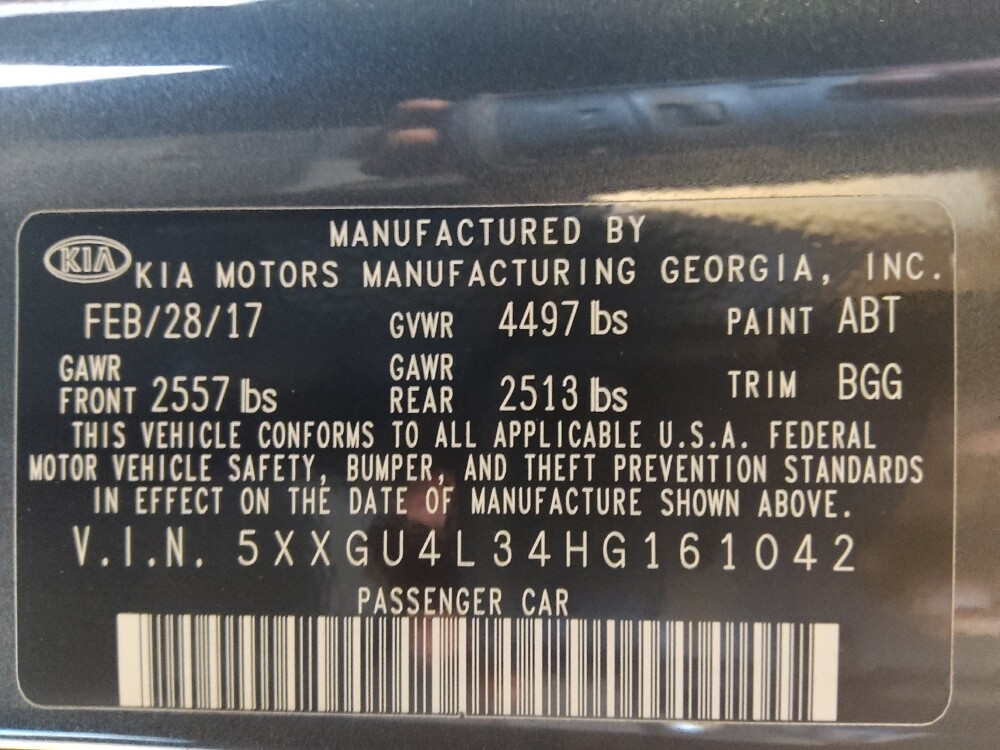 MANUFACTURED BY
KIA KIA MOTORS MANUFACTURING GEORGIA, INC.
FEB/28/17 GVWR 4497 lbs PAINT ABT
GAWR FRONT 2557 lbs GAWR REAR 2513 lbs TRIM BGG
THIS VEHICLE CONFORMS TO ALL APPLICABLE U.S.A. FEDERAL
MOTOR VEHICLE SAFETY, BUMPER, AND THEFT PREVENTION STANDARDS
IN EFFECT ON THE DATE OF MANUFACTURE SHOWN ABOVE.
V.I.N. 5XXGU4L34HG161042
PASSENGER CAR